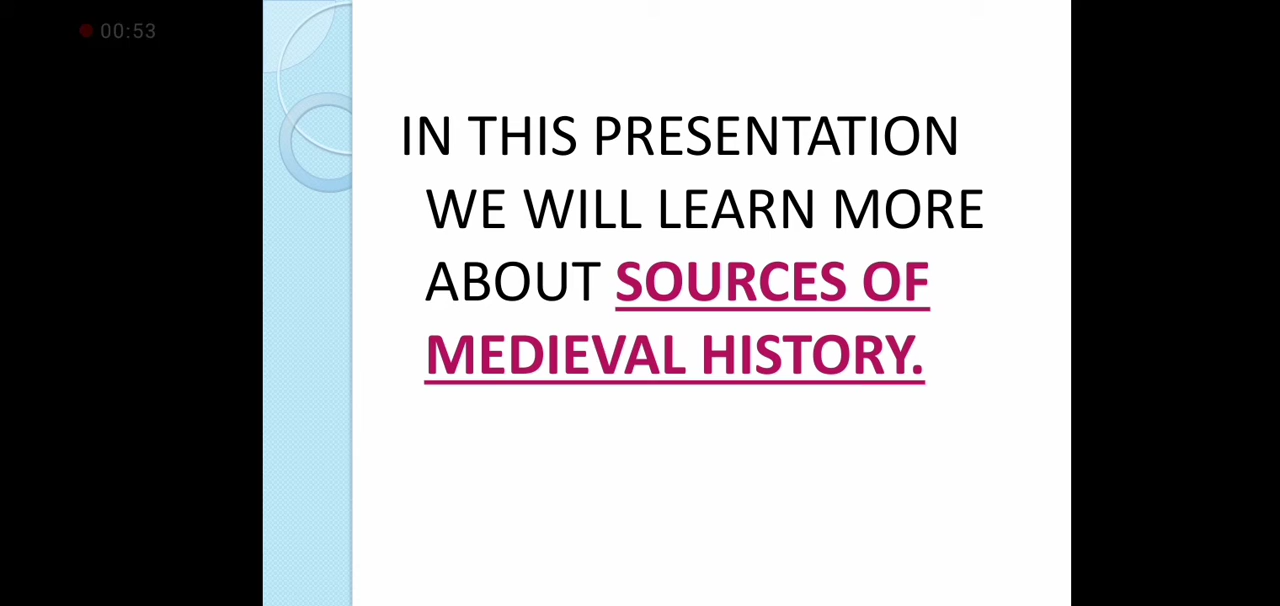 00:53
IN THIS PRESENTATION
WE WILL LEARN MORE
ABOUT SOURCES OF
MEDIEVAL HISTORY.